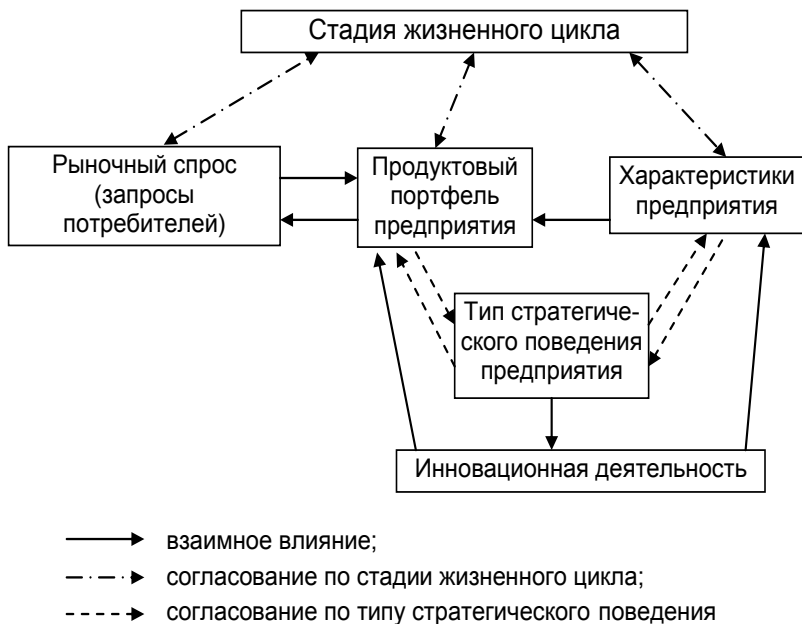 Стадия жизненного цикла
Рыночный спрос
(запросы
потребителей)
Продуктовый
портфель
предприятия
Характеристики
предприятия
Тип стратегиче-
ского поведения
предприятия
Инновационная деятельность
взаимное влияние;
согласование по стадии жизненного цикла;
согласование по типу стратегического поведения